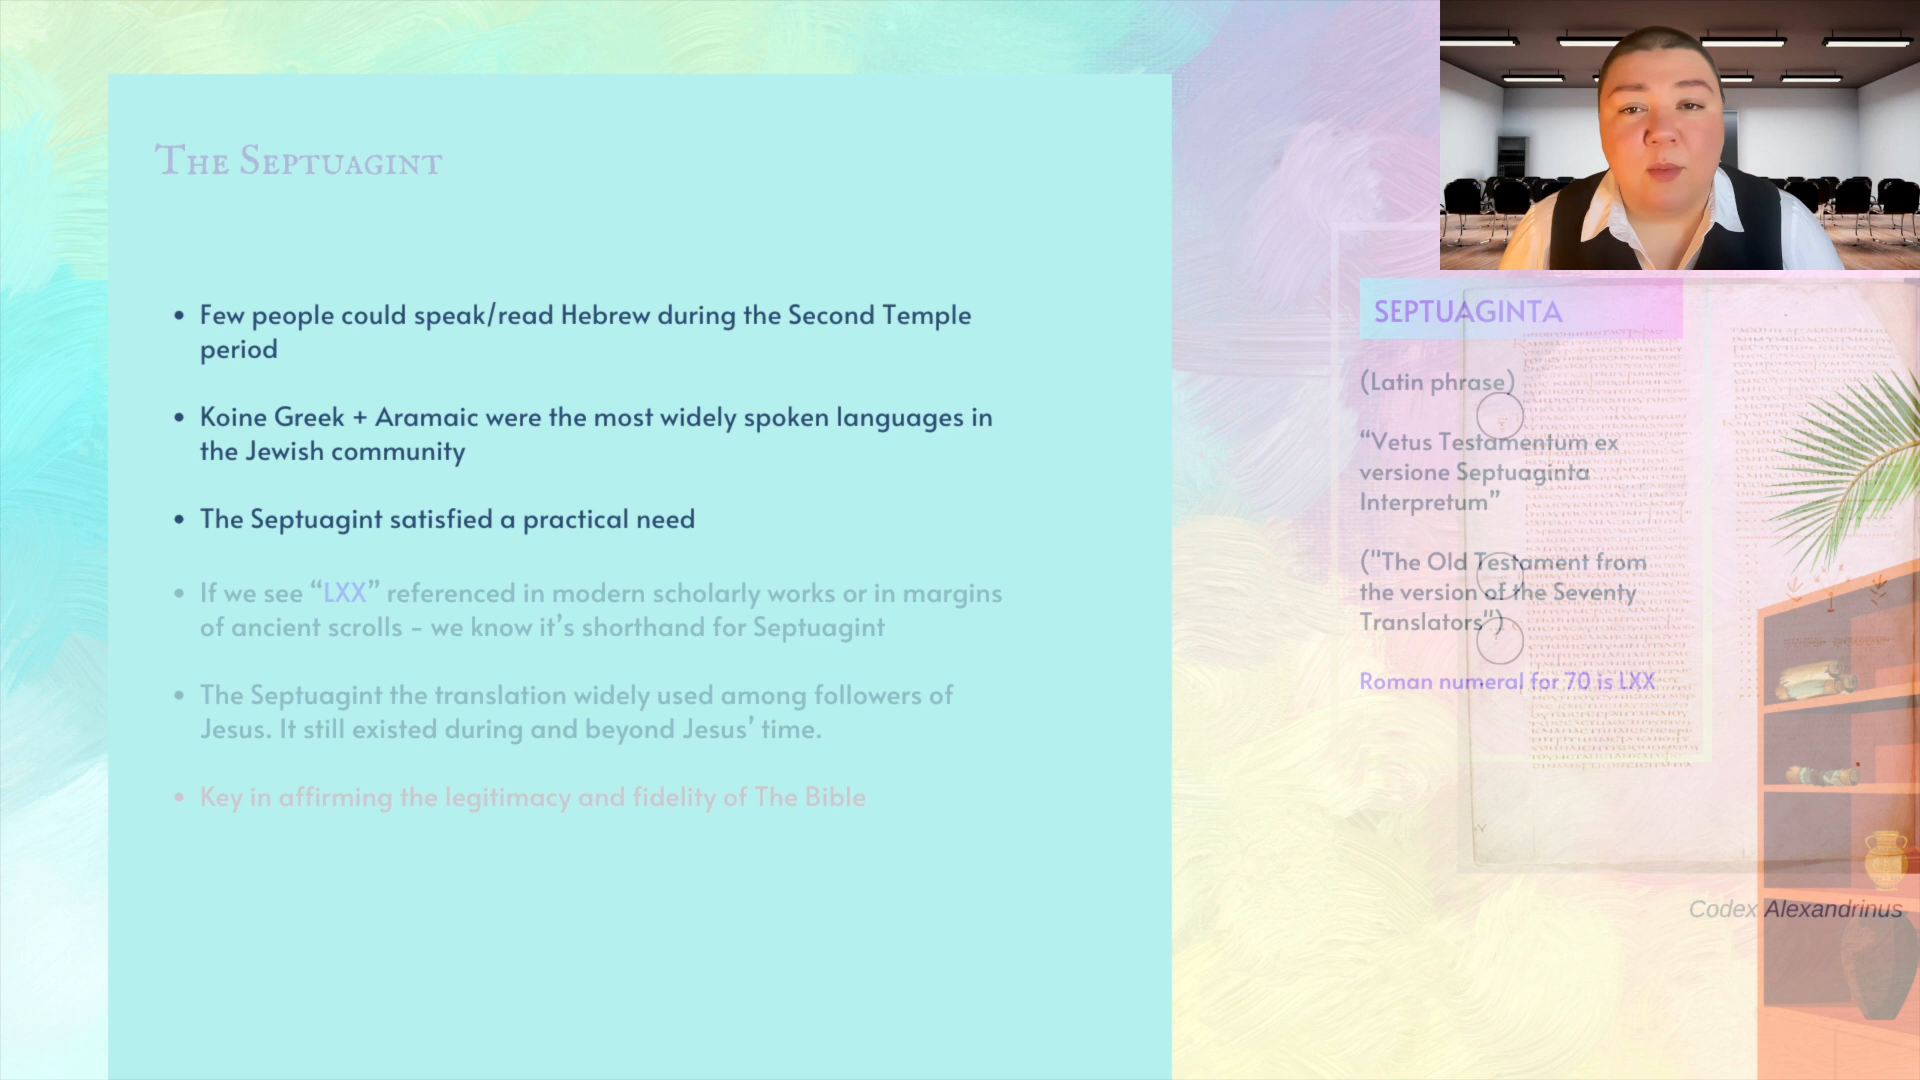 The Septuagint
• Few people could speak/read Hebrew during the Second Temple
period
• Koine Greek + Aramaic were the most widely spoken languages in
the Jewish community
• The Septuagint satisfied a practical need
• If we see “LXX” referenced in modern scholarly works or in margins
of ancient scrolls - we know it’s shorthand for Septuagint
• The Septuagint the translation widely used among followers of
Jesus. It still existed during and beyond Jesus’ time.
• Key in affirming the legitimacy and fidelity of The Bible
SEPTUAGINTA
(Latin phrase)
“Vetus Testamentum ex
versione Septuaginta
Interpretum”
("The Old Testament from
the version of the Seventy
Translators")
Roman numeral for 70 is LXX
Codex Alexandrinus